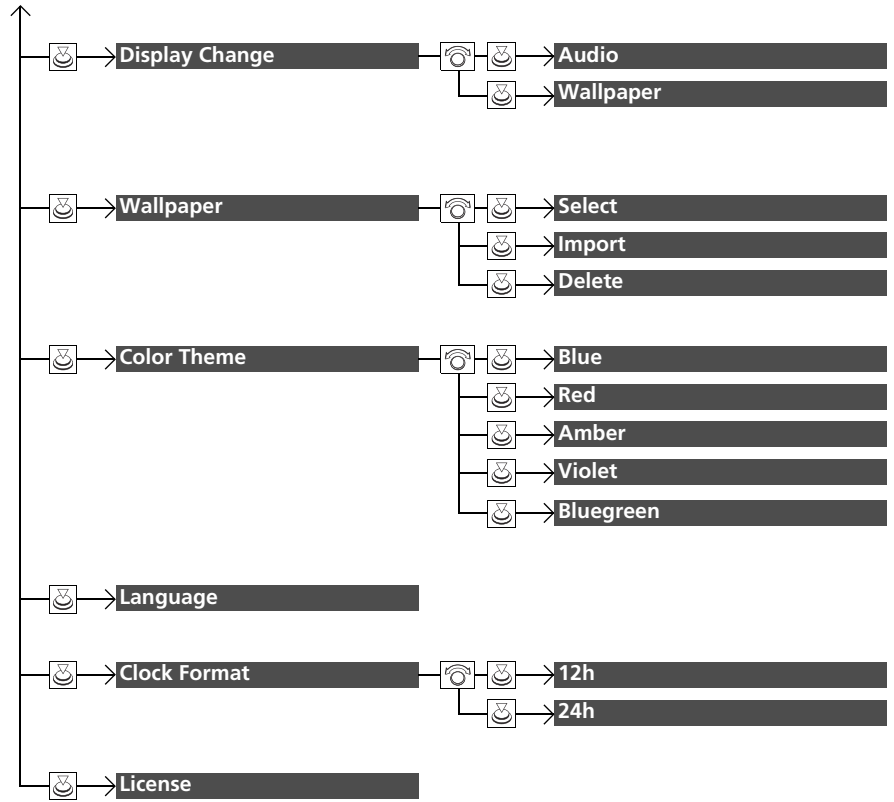 Display Change
Audio
Wallpaper
Wallpaper
Select
Import
Delete
Color Theme
Blue
Red
Amber
Violet
Bluegreen
Language
Clock Format
12h
24h
License